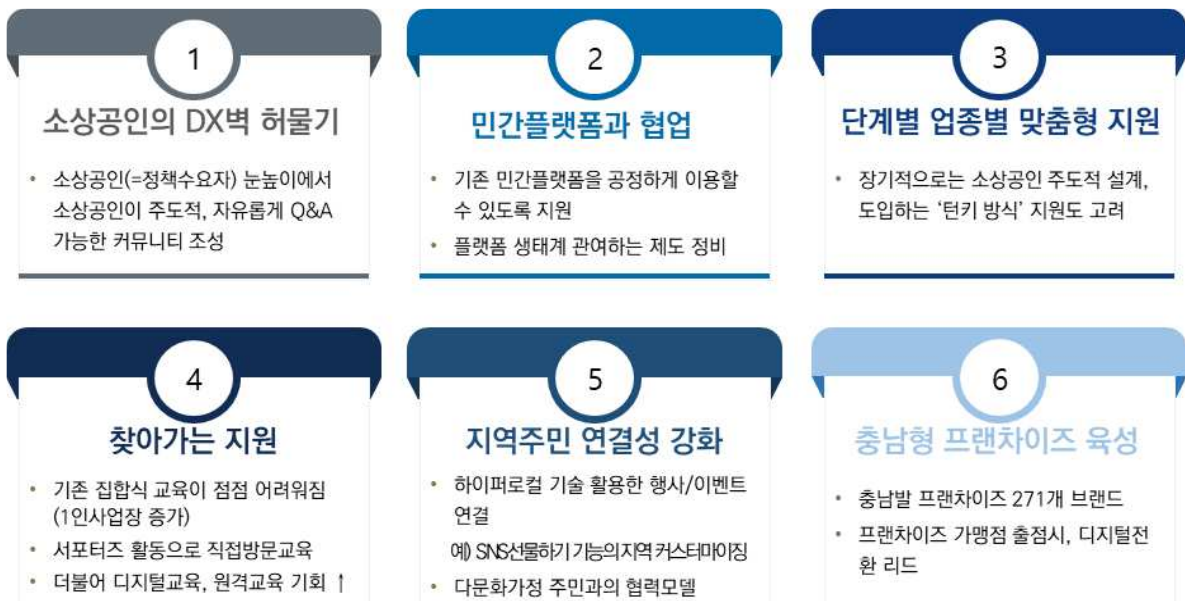 1
소상공인의 DX벽 허물기
• 소상공인(=정책수요자) 눈높이에서
소상공인이 주도적, 자유롭게 Q&A
가능한 커뮤니티 조성
2
민간플랫폼과 협업
• 기존 민간플랫폼을 공정하게 이용할
수 있도록 지원
• 플랫폼 생태계 관여하는 제도 정비
3
단계별 업종별 맞춤형 지원
• 장기적으로는 소상공인 주도적 설계,
도입하는 ‘턴키 방식’ 지원도 고려
4
찾아가는 지원
• 기존 집합식 교육이 점점 어려워짐
(1인사업장 증가)
• 서포터즈 활동으로 직접방문교육
• 더불어 디지털교육, 원격교육 기회 ↑
5
지역주민 연결성 강화
• 하이퍼로컬 기술 활용한 행사/이벤트
연결
예) SNS선물하기 기능의 지역 커스터마이징
• 다문화가정 주민과의 협력모델
6
충남형 프랜차이즈 육성
• 충남발 프랜차이즈 271개 브랜드
• 프랜차이즈 가맹점 출점시, 디지털전
환 리드